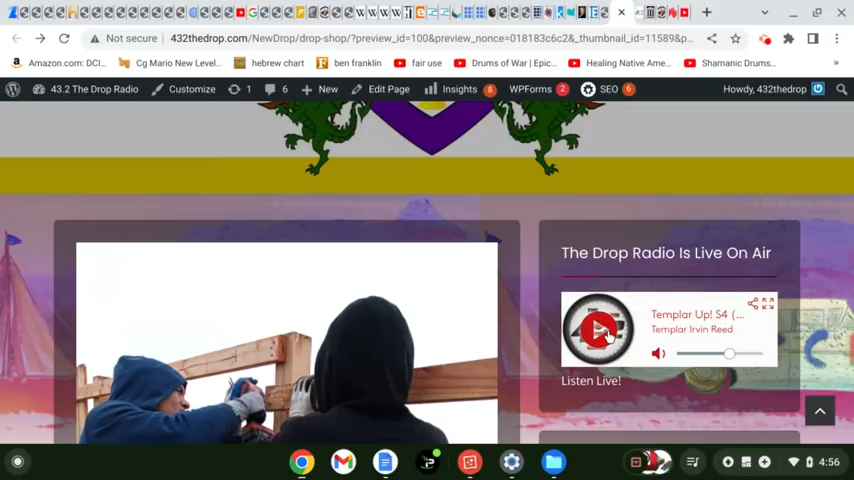 Not secure 432thedrop.com/NewDrop/drop-shop/?preview_id=100&preview_nonce=018183c6c2&_thumbnail_id=11589&p...
Amazon.com: DCI... Cg Mario New Level... hebrew chart ben franklin fair use Drums of War | Epic... Healing Native Ame... Shamanic Drums... »
43.2 The Drop Radio Customize 1 6 New Edit Page Insights 8 WPForms 2 SEO 6 Howdy, 432thedrop
The Drop Radio Is Live On Air
Templar Up! S4 (...
Templar Irvin Reed
Listen Live!
4:56